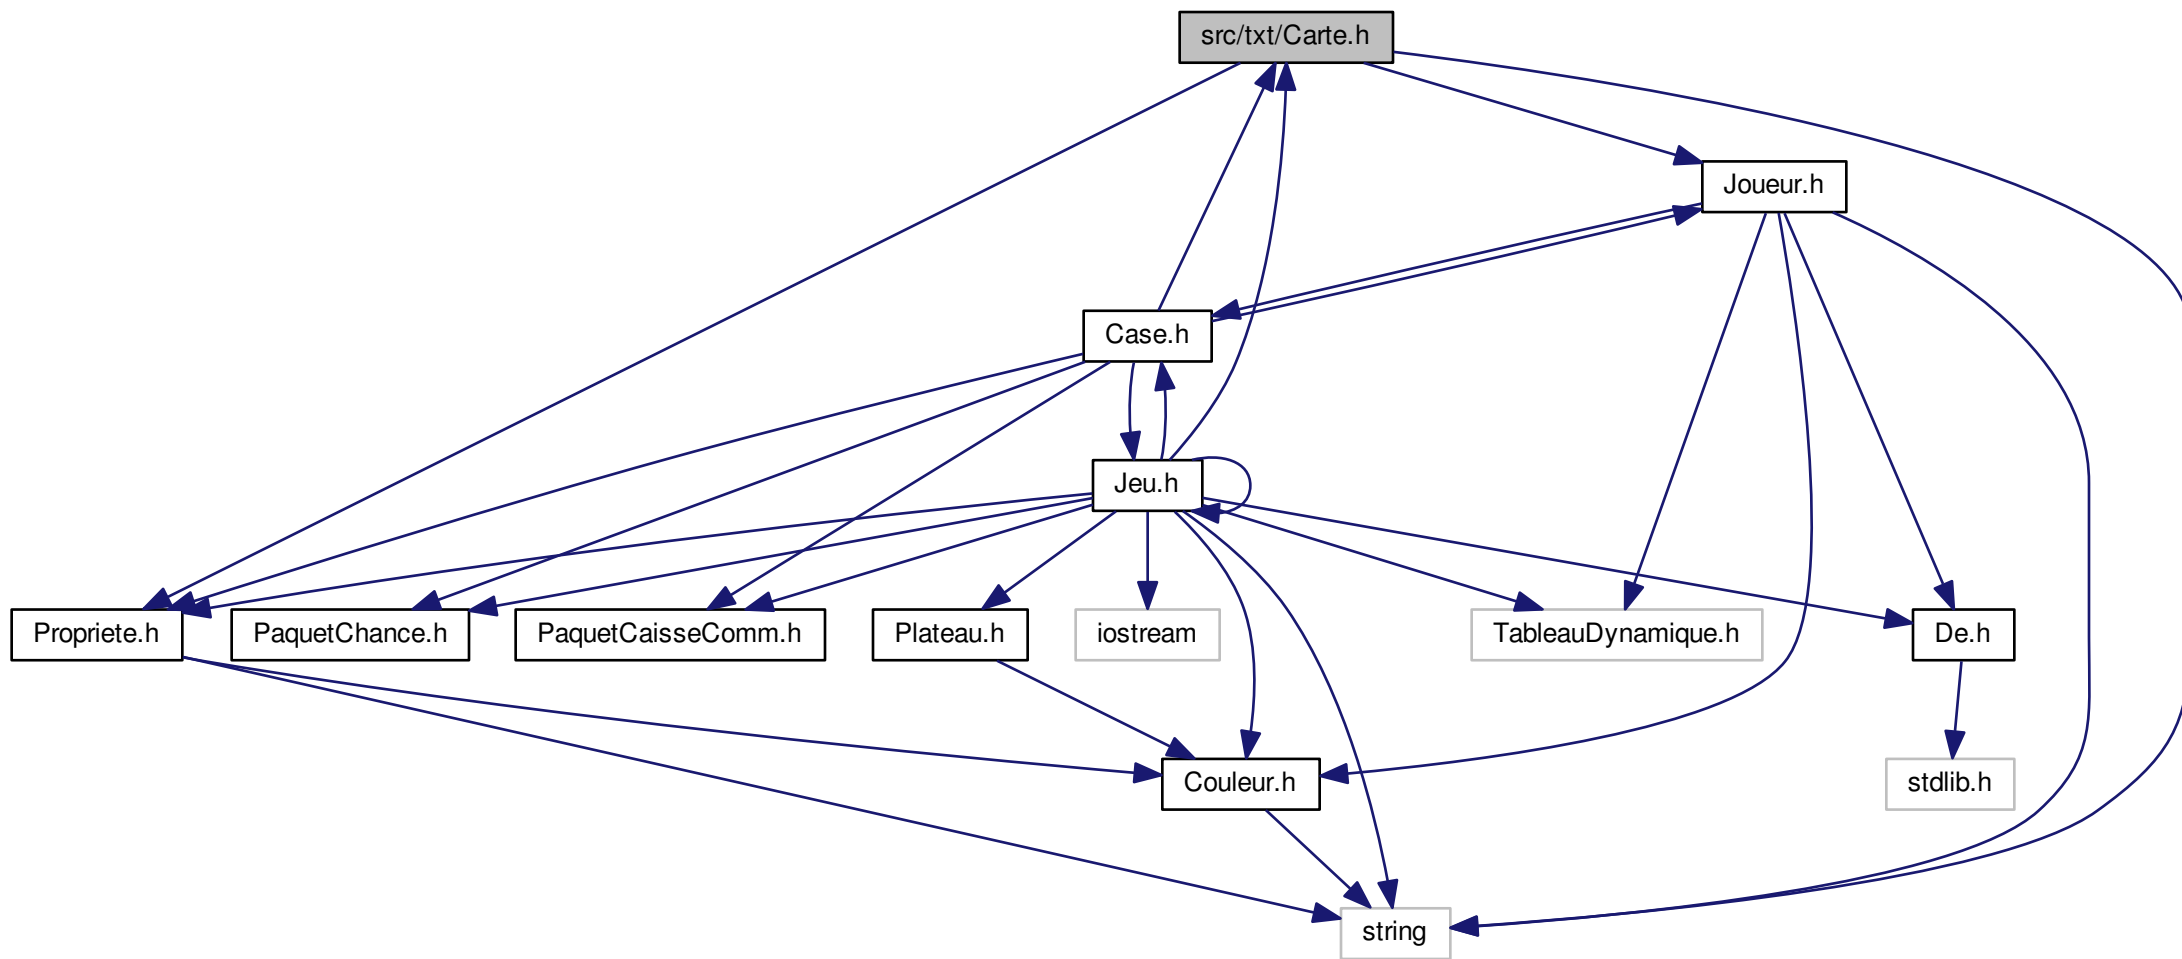 src/txt/Carte.h
Joueur.h
Case.h
Jeu.h
Propriete.h
PaquetChance.h
PaquetCaisseComm.h
Plateau.h
iostream
TableauDynamique.h
De.h
Couleur.h
stdlib.h
string